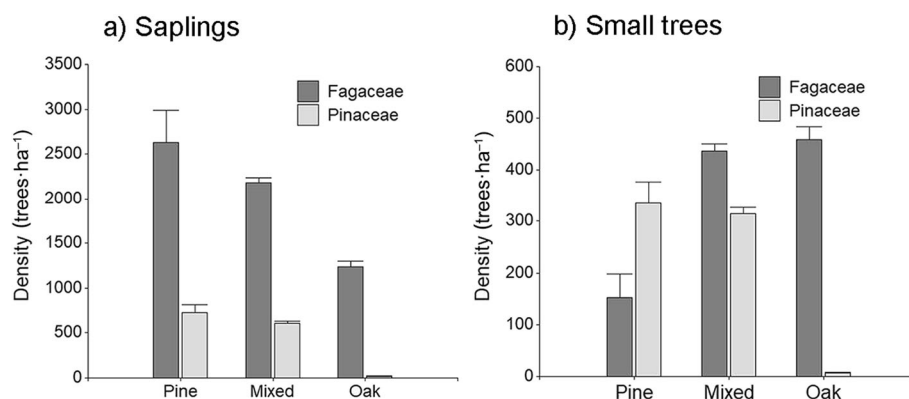 a) Saplings
3500
3000
2500
2000
1500
1000
500
0
Density (trees·ha⁻¹)
Fagaceae
Pinaceae
Pine Mixed Oak
b) Small trees
600
500
400
300
200
100
0
Density (trees·ha⁻¹)
Fagaceae
Pinaceae
Pine Mixed Oak